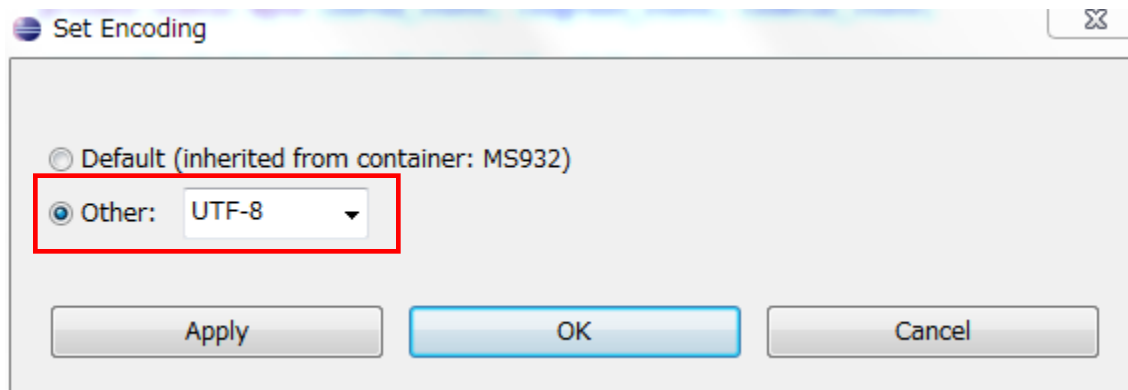 Set Encoding
Default (inherited from container: MS932)
Other: UTF-8
Apply OK Cancel